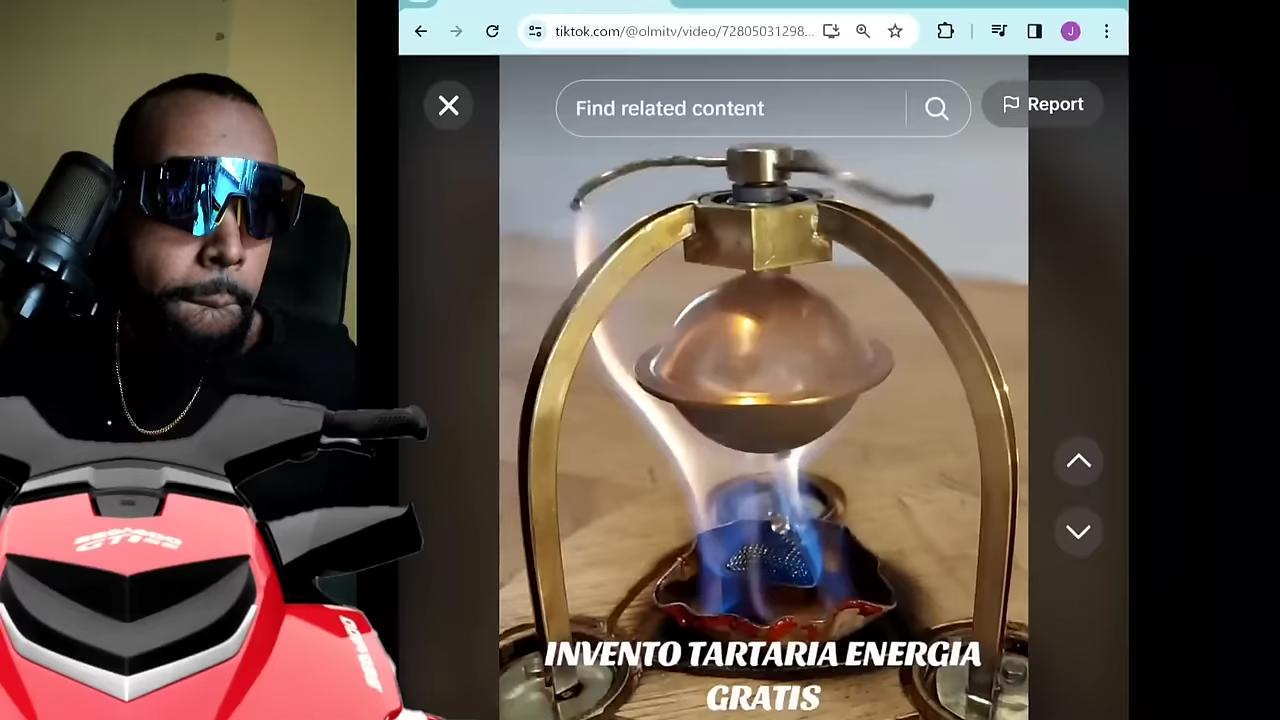 tiktok.com/@olmitv/video/72805031298...
J
Find related content
Report
INVENTO TARTARIA ENERGIA
GRATIS